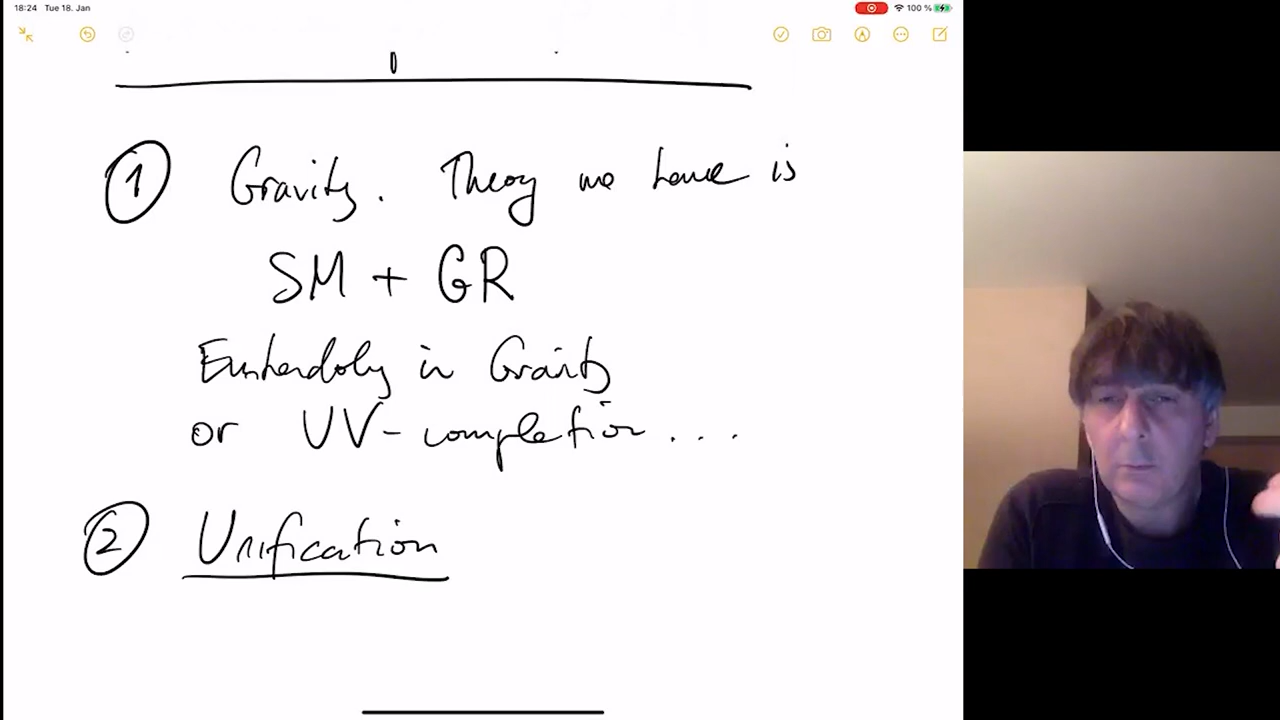 18:24 Tue 18. Jan
100 %
① Gravity. Theory we have is
SM + GR
Embedding in Gravity
or UV-completion ....
② Unification